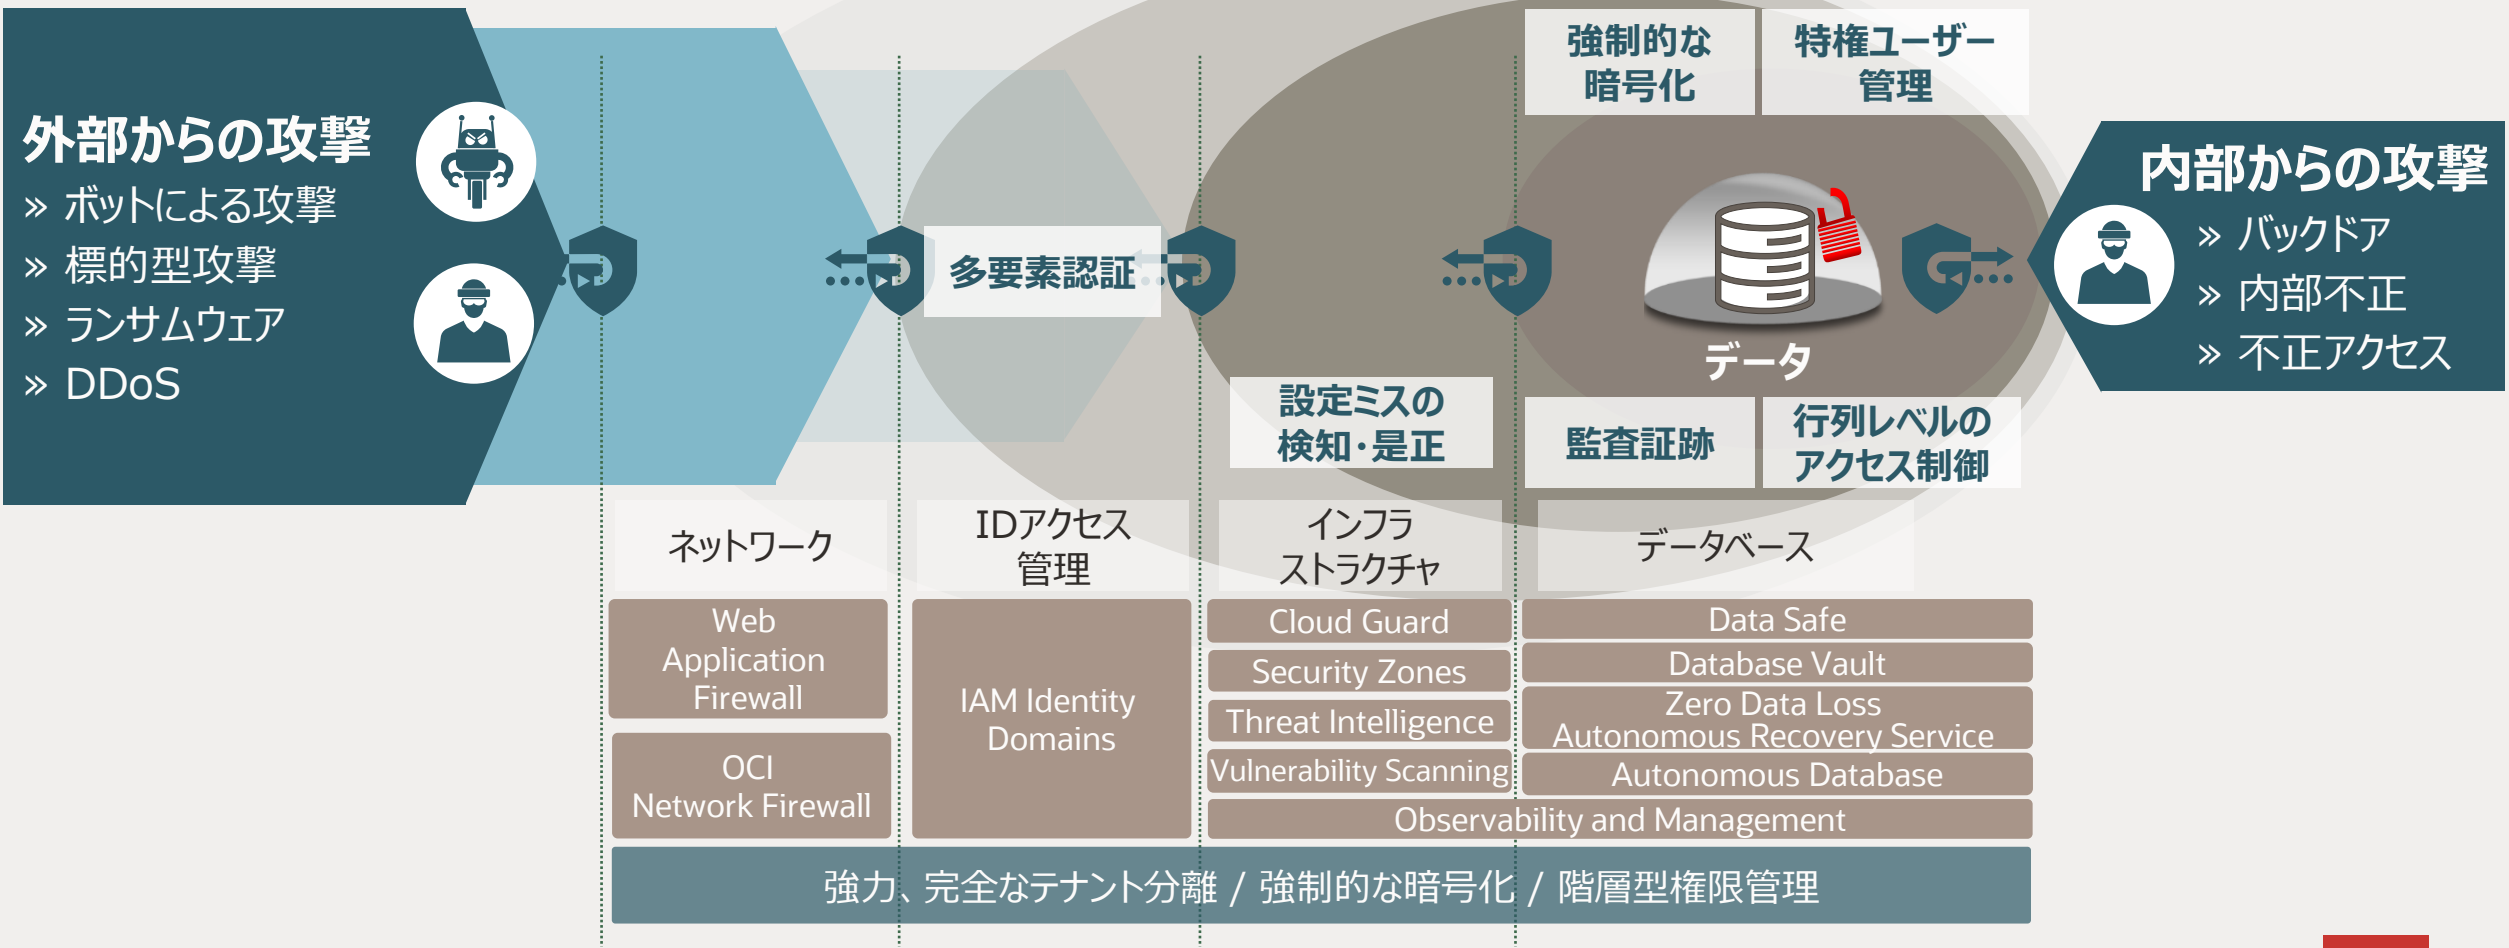 外部からの攻撃
» ボットによる攻撃
» 標的型攻撃
» ランサムウェア
» DDoS
多要素認証
設定ミスの
検知・是正
強制的な
暗号化
特権ユーザー
管理
データ
監査証跡
行列レベルの
アクセス制御
内部からの攻撃
» バックドア
» 内部不正
» 不正アクセス
ネットワーク
IDアクセス
管理
インフラ
ストラクチャ
データベース
Web
Application
Firewall
OCI
Network Firewall
IAM Identity
Domains
Cloud Guard
Security Zones
Threat Intelligence
Vulnerability Scanning
Data Safe
Database Vault
Zero Data Loss
Autonomous Recovery Service
Autonomous Database
Observability and Management
強力、完全なテナント分離 / 強制的な暗号化 / 階層型権限管理